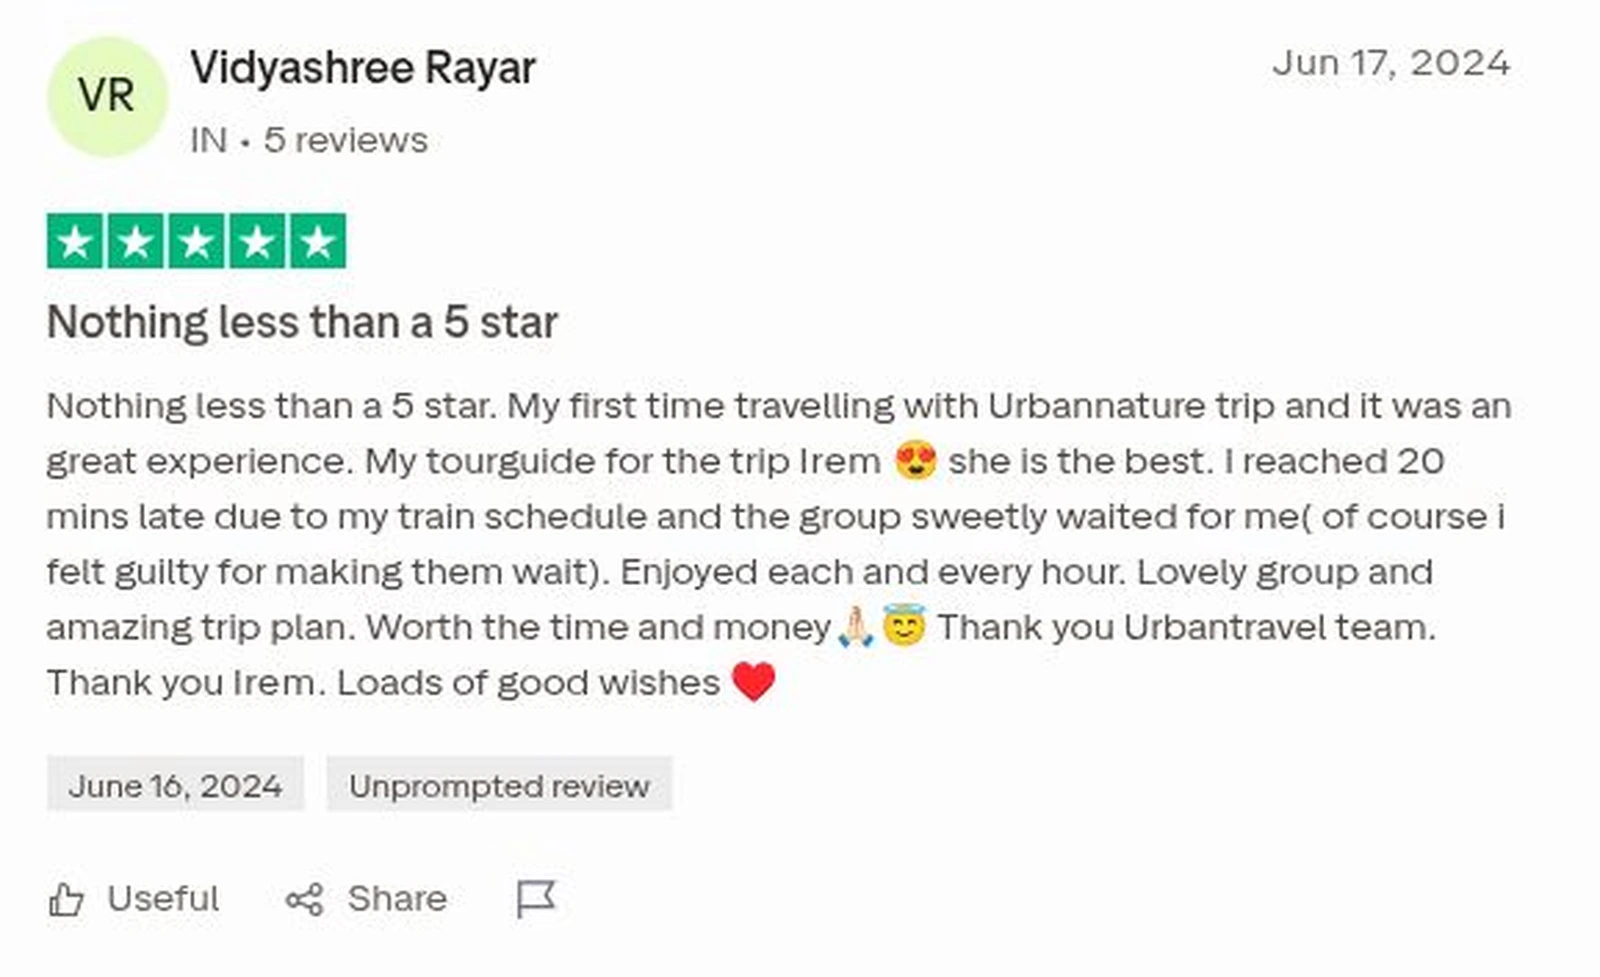 VR
Vidyashree Rayar
Jun 17, 2024
IN • 5 reviews
Nothing less than a 5 star
Nothing less than a 5 star. My first time travelling with Urbannature trip and it was an
great experience. My tourguide for the trip Irem 😍 she is the best. I reached 20
mins late due to my train schedule and the group sweetly waited for me( of course i
felt guilty for making them wait). Enjoyed each and every hour. Lovely group and
amazing trip plan. Worth the time and money🙏🏻😇 Thank you Urbantravel team.
Thank you Irem. Loads of good wishes ❤️
June 16, 2024
Unprompted review
Useful
Share